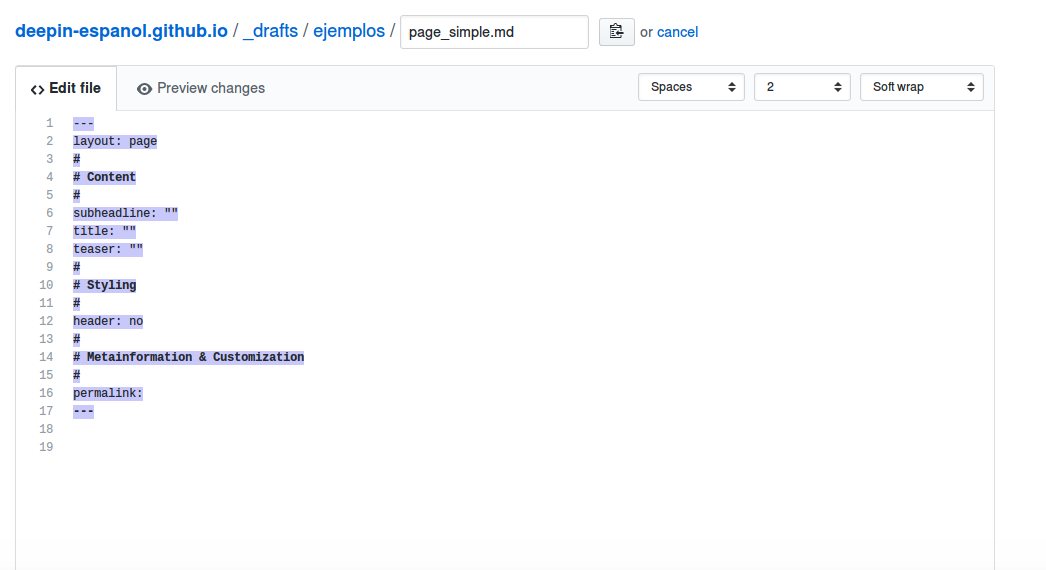 deepin-espanol.github.io / _drafts / ejemplos / page_simple.md or cancel
Edit file Preview changes Spaces 2 Soft wrap
1 ---
2 layout: page
3 #
4 # Content
5 #
6 subheadline: ""
7 title: ""
8 teaser: ""
9 #
10 # Styling
11 #
12 header: no
13 #
14 # Metainformation & Customization
15 #
16 permalink:
17 ---
18
19